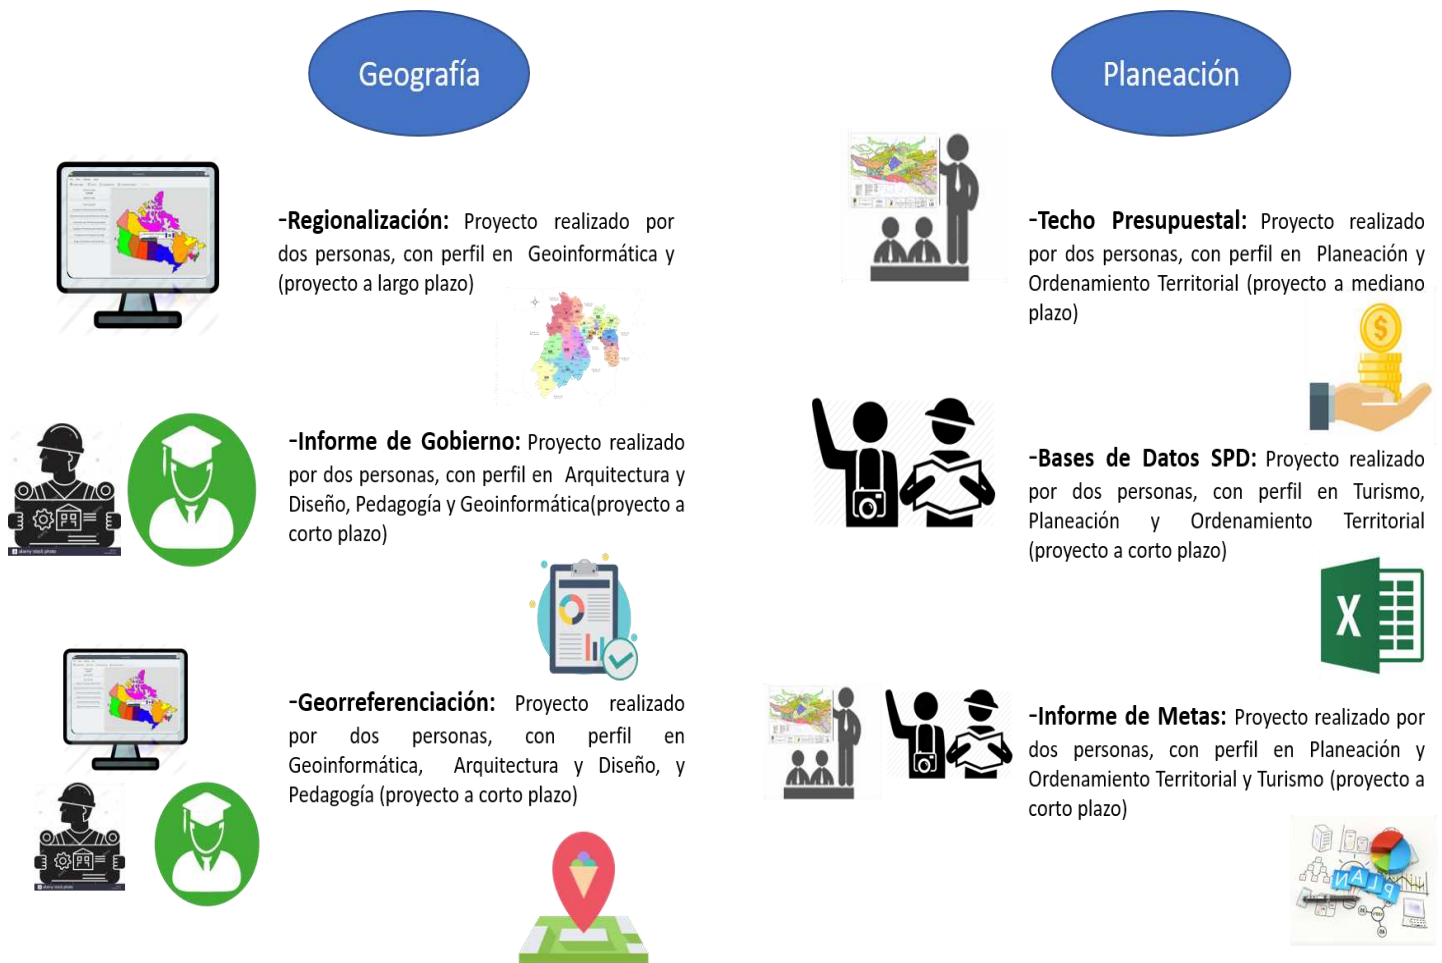 Geografía
-Regionalización: Proyecto realizado por
dos personas, con perfil en Geoinformática y
(proyecto a largo plazo)
-Informe de Gobierno: Proyecto realizado
por dos personas, con perfil en Arquitectura y
Diseño, Pedagogía y Geoinformática(proyecto a
corto plazo)
-Georreferenciación: Proyecto realizado
por dos personas, con perfil en
Geoinformática, Arquitectura y Diseño, y
Pedagogía (proyecto a corto plazo)
Planeación
-Techo Presupuestal: Proyecto realizado
por dos personas, con perfil en Planeación y
Ordenamiento Territorial (proyecto a mediano
plazo)
$
-Bases de Datos SPD: Proyecto realizado
por dos personas, con perfil en Turismo,
Planeación y Ordenamiento Territorial
(proyecto a corto plazo)
X
-Informe de Metas: Proyecto realizado por
dos personas, con perfil en Planeación y
Ordenamiento Territorial y Turismo (proyecto a
corto plazo)
PLAN